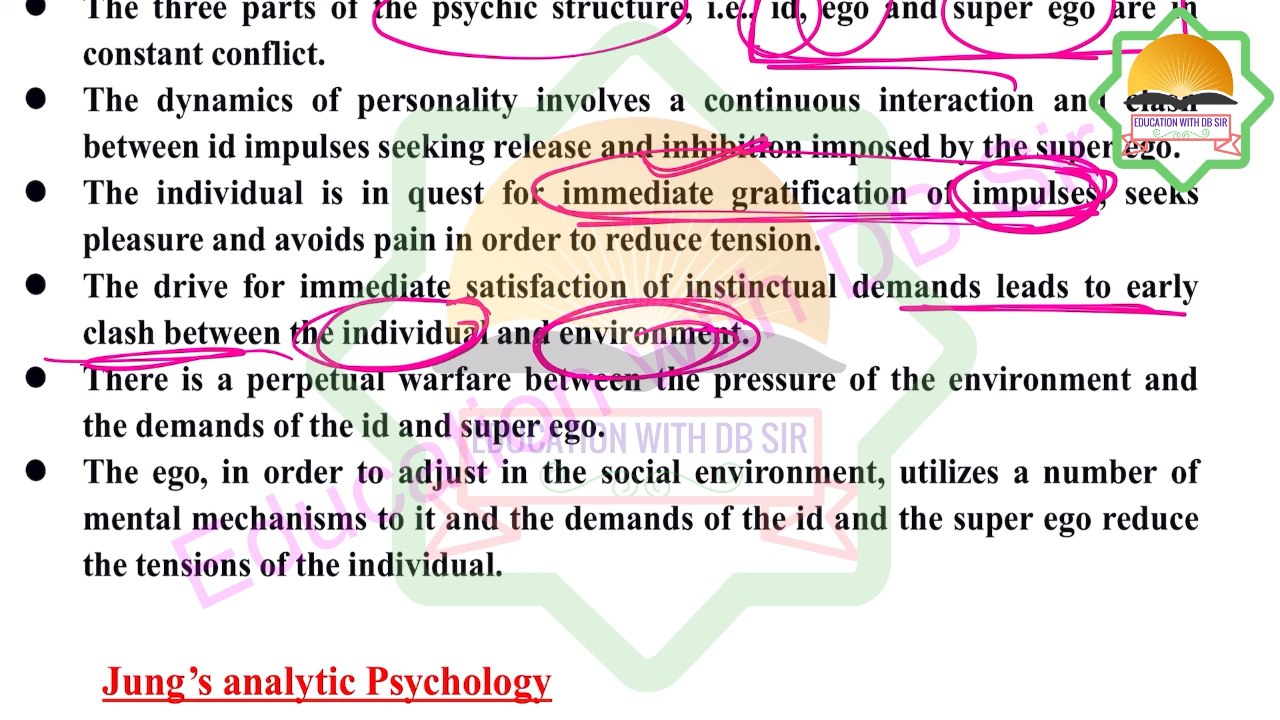 The three parts of the psychic structure, i.e.. id, ego and super ego are in
constant conflict.
EDUCATION WITH DB SIR
● The dynamics of personality involves a continuous interaction and clash
between id impulses seeking release and inhibition imposed by the super ego.
● The individual is in quest for immediate gratification of impulses, seeks
pleasure and avoids pain in order to reduce tension.
● The drive for immediate satisfaction of instinctual demands leads to early
clash between the individual and environment.
● There is a perpetual warfare between the pressure of the environment and
the demands of the id and super ego.
EDUCATION WITH DB SIR
Education with DB Sir
● The ego, in order to adjust in the social environment, utilizes a number of
mental mechanisms to it and the demands of the id and the super ego reduce
the tensions of the individual.
Jung's analytic Psychology